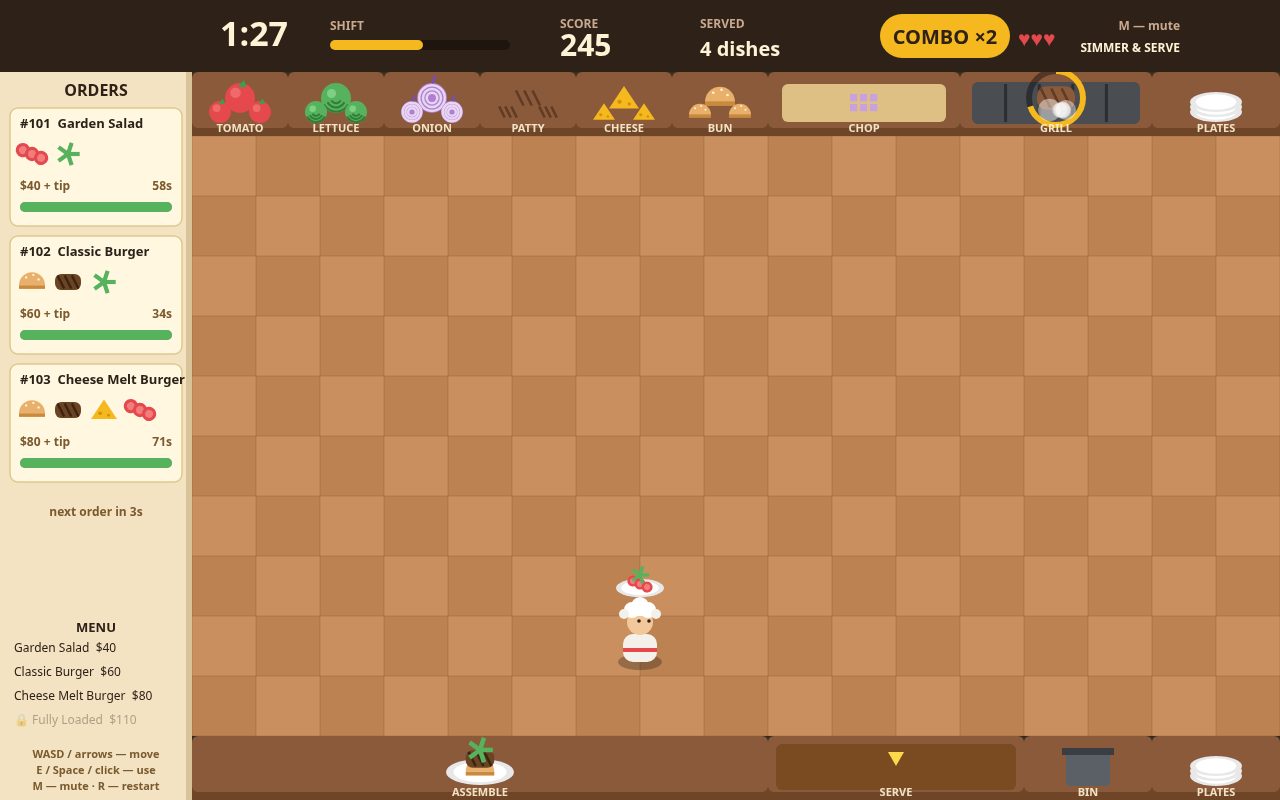 1:27
SHIFT
SCORE
245
SERVED
4 dishes
COMBO ×2
M — mute
SIMMER & SERVE
ORDERS
#101 Garden Salad
$40 + tip 58s
#102 Classic Burger
$60 + tip 34s
#103 Cheese Melt Burger
$80 + tip 71s
next order in 3s
MENU
Garden Salad $40
Classic Burger $60
Cheese Melt Burger $80
Fully Loaded $110
WASD / arrows — move
E / Space / click — use
M — mute · R — restart
TOMATO
LETTUCE
ONION
PATTY
CHEESE
BUN
CHOP
GRILL
PLATES
ASSEMBLE
SERVE
BIN
PLATES